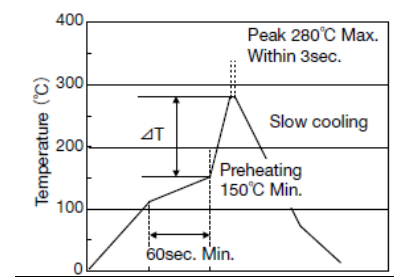 400
Peak 280℃ Max.
Within 3sec.
300
Temperature (℃)
⊿T
Slow cooling
200
Preheating
150℃ Min.
100
60sec. Min.
0